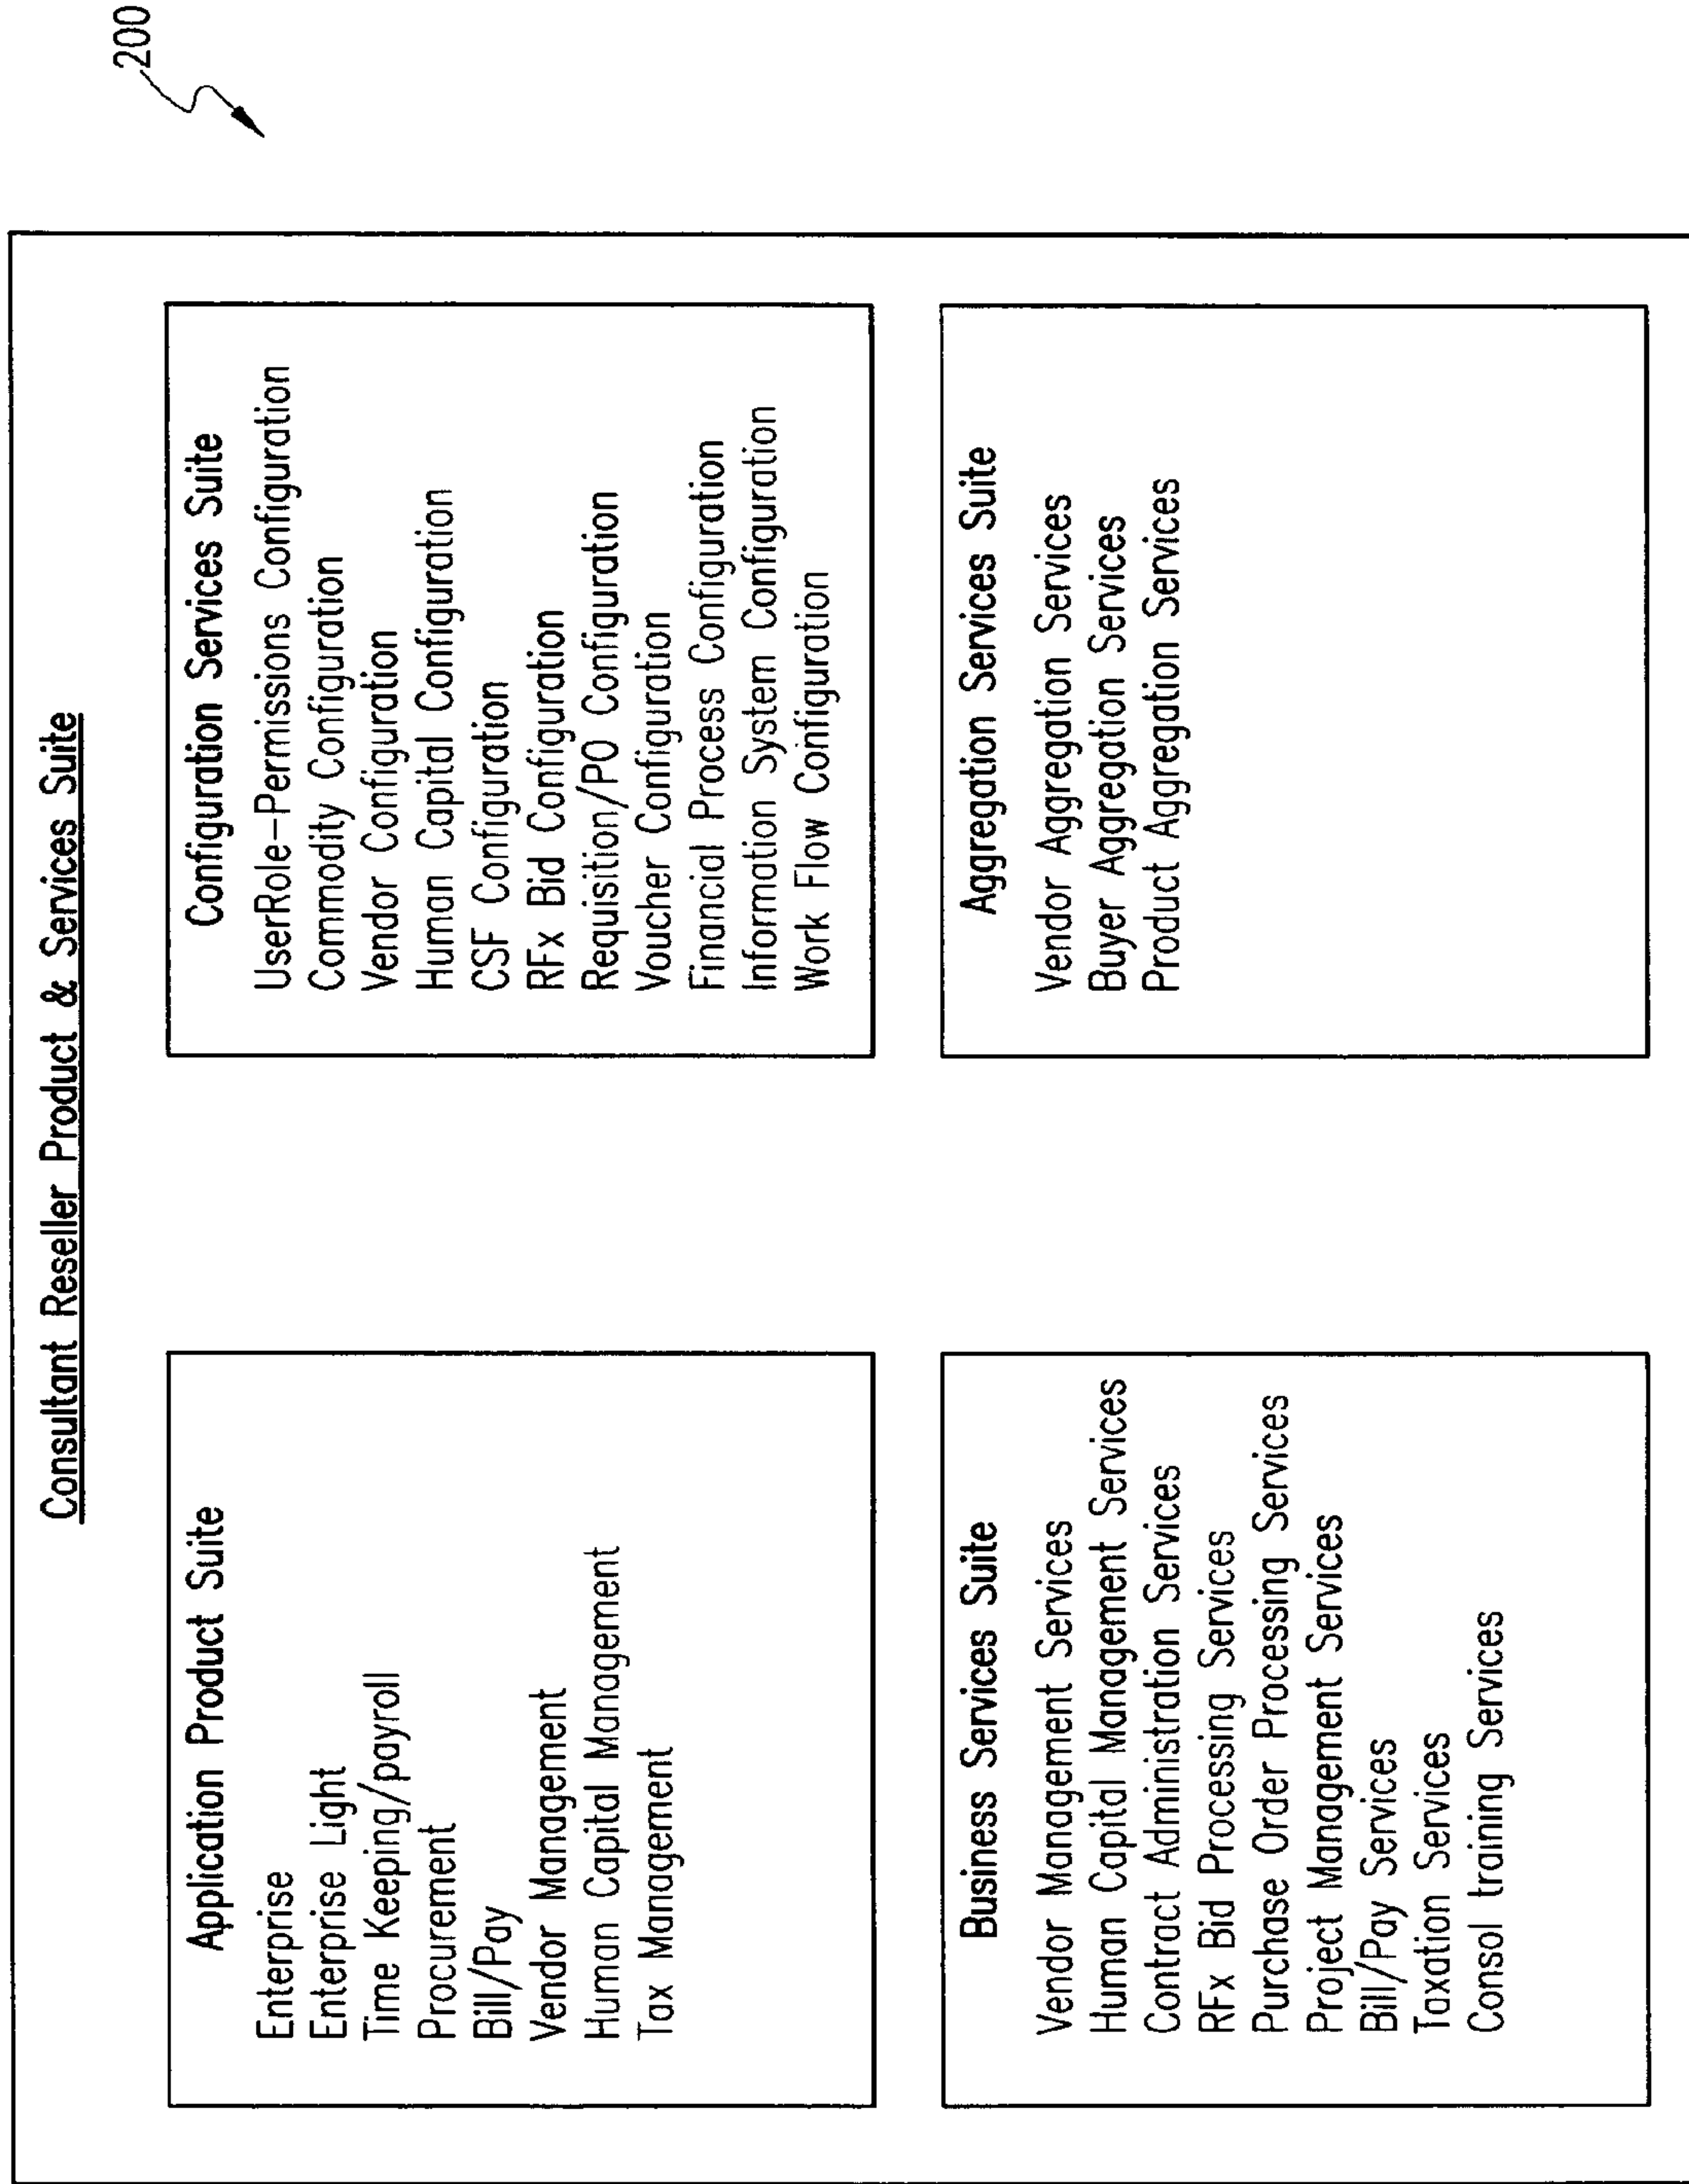 Consultant Reseller Product & Services Suite
200
Application Product Suite
Enterprise
Enterprise Light
Time Keeping/payroll
Procurement
Bill/Pay
Vendor Management
Human Capital Management
Tax Management
Configuration Services Suite
UserRole-Permissions Configuration
Commodity Configuration
Vendor Configuration
Human Capital Configuration
CSF Configuration
RFx Bid Configuration
Requisition/PO Configuration
Voucher Configuration
Financial Process Configuration
Information System Configuration
Work Flow Configuration
Business Services Suite
Vendor Management Services
Human Capital Management Services
Contract Administration Services
RFx Bid Processing Services
Purchase Order Processing Services
Project Management Services
Bill/Pay Services
Taxation Services
Consol training Services
Aggregation Services Suite
Vendor Aggregation Services
Buyer Aggregation Services
Product Aggregation Services